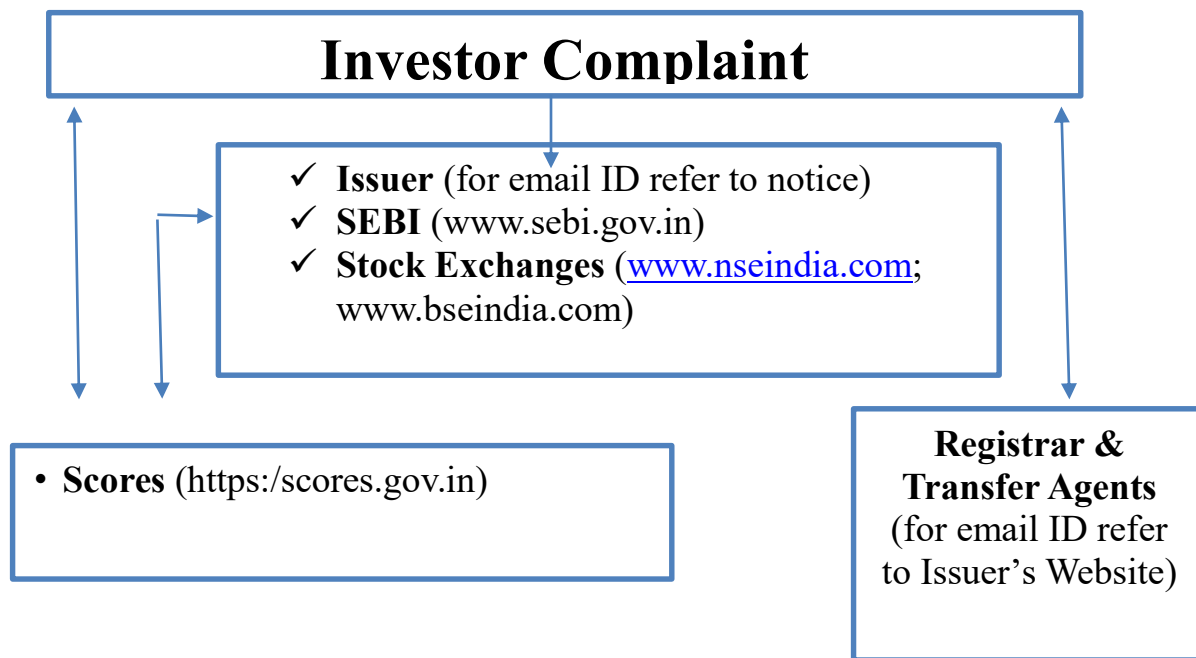 Investor Complaint
✓ Issuer (for email ID refer to notice)
✓ SEBI (www.sebi.gov.in)
✓ Stock Exchanges (www.nseindia.com;
www.bseindia.com)
• Scores (https:/scores.gov.in)
Registrar &
Transfer Agents
(for email ID refer
to Issuer’s Website)